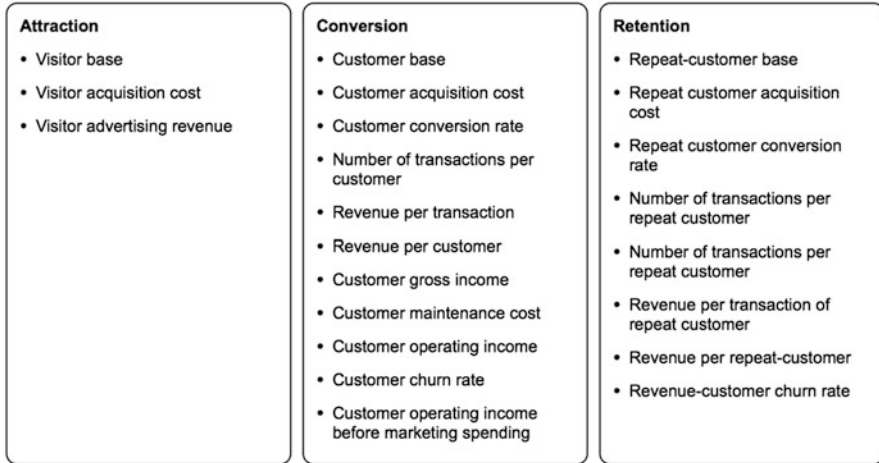 Attraction
• Visitor base
• Visitor acquisition cost
• Visitor advertising revenue
Conversion
• Customer base
• Customer acquisition cost
• Customer conversion rate
• Number of transactions per
customer
• Revenue per transaction
• Revenue per customer
• Customer gross income
• Customer maintenance cost
• Customer operating income
• Customer churn rate
• Customer operating income
before marketing spending
Retention
• Repeat-customer base
• Repeat customer acquisition
cost
• Repeat customer conversion
rate
• Number of transactions per
repeat customer
• Number of transactions per
repeat customer
• Revenue per transaction of
repeat customer
• Revenue per repeat-customer
• Revenue-customer churn rate